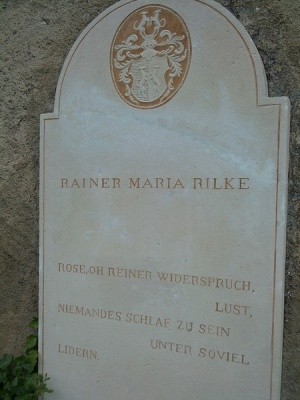 RAINER MARIA RILKE
ROSE, OH REINER WIDERSPRUCH,
LUST,
NIEMANDES SCHLAF ZU SEIN
UNTER SOVIEL
LIDERN.